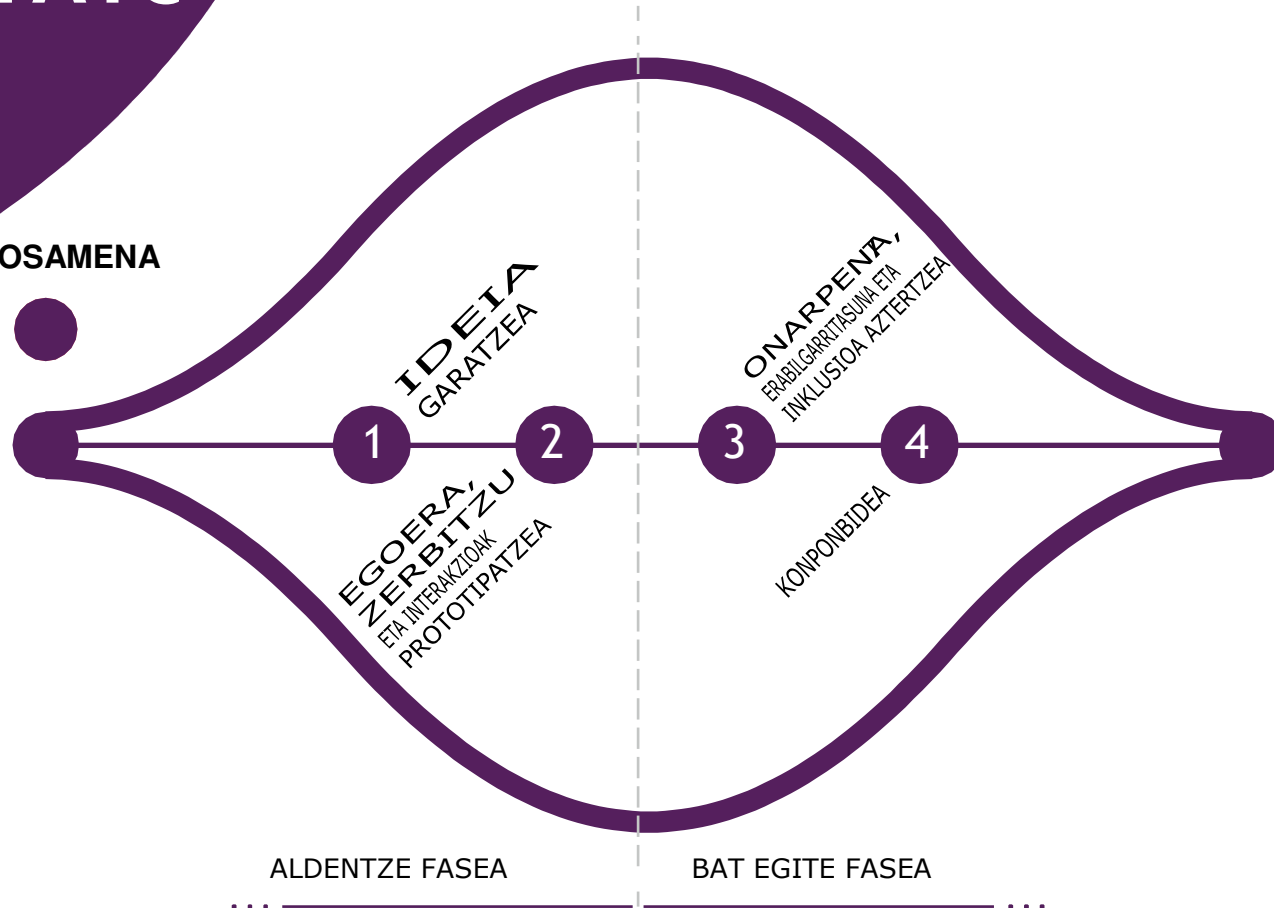 OSAMENA
IDEIA
GARATZEA
ONARPENA,
ERABILGARRITASUNA ETA
INKLUSIOA AZTERTZEA
1
2
3
4
EGOERA,
ZERBITZU
ETA INTERAKZIOAK
PROTOTIPATZEA
KONPONBIDEA
ALDENTZE FASEA
BAT EGITE FASEA